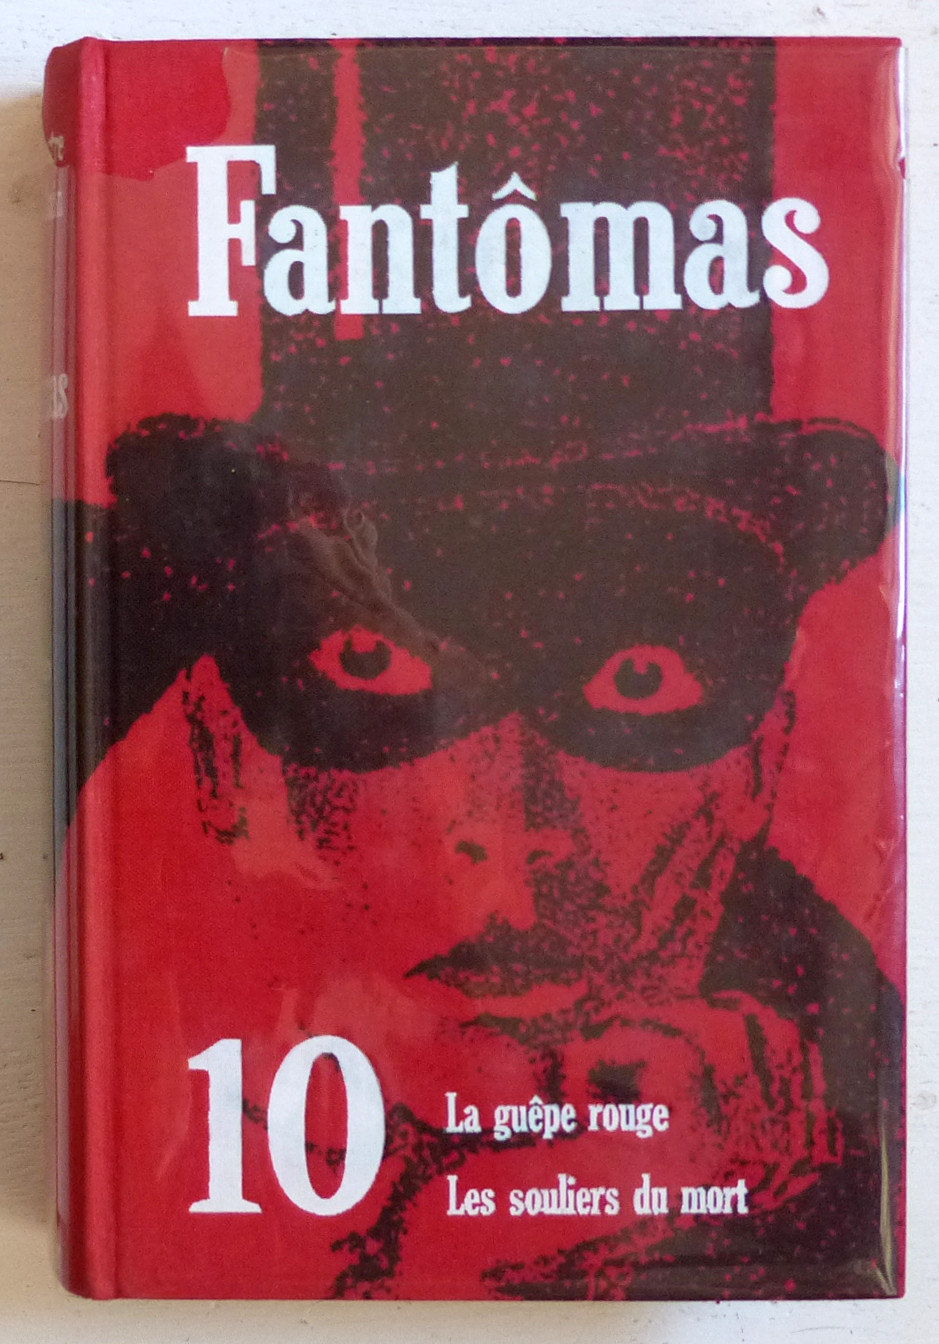 Fantômas
10
La guêpe rouge
Les souliers du mort